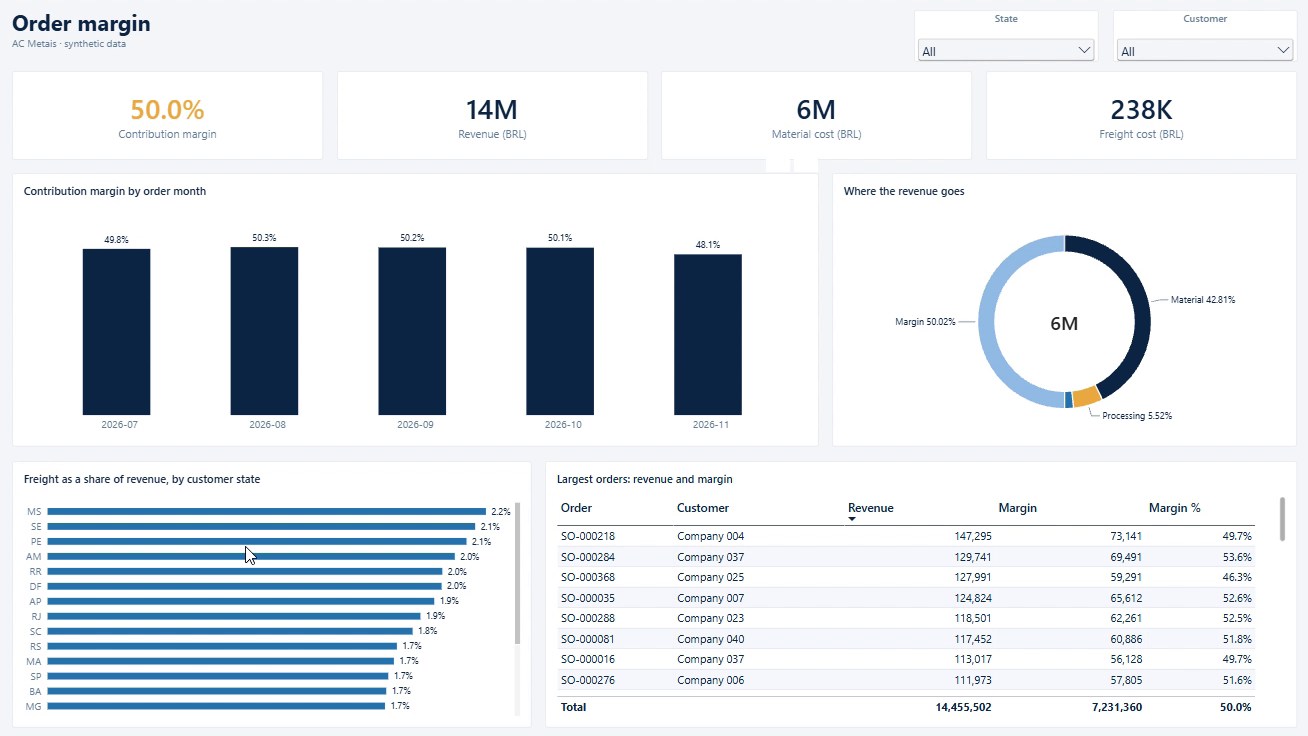 Order margin
AC Metais · synthetic data
State
All
Customer
All
50.0%
Contribution margin
14M
Revenue (BRL)
6M
Material cost (BRL)
238K
Freight cost (BRL)
Contribution margin by order month
49.8%
50.3%
50.2%
50.1%
48.1%
2026-07
2026-08
2026-09
2026-10
2026-11
Where the revenue goes
Margin 50.02%
6M
Material 42.81%
Processing 5.52%
Freight as a share of revenue, by customer state
MS 2.2%
SE 2.1%
PE 2.1%
AM 2.0%
RR 2.0%
DF 2.0%
AP 1.9%
RJ 1.9%
SC 1.8%
RS 1.7%
MA 1.7%
SP 1.7%
BA 1.7%
MG 1.7%
Largest orders: revenue and margin
Order Customer Revenue Margin Margin %
SO-000218 Company 004 147,295 73,141 49.7%
SO-000284 Company 037 129,741 69,491 53.6%
SO-000368 Company 025 127,991 59,291 46.3%
SO-000035 Company 007 124,824 65,612 52.6%
SO-000288 Company 023 118,501 62,261 52.5%
SO-000081 Company 040 117,452 60,886 51.8%
SO-000016 Company 037 113,017 56,128 49.7%
SO-000276 Company 006 111,973 57,805 51.6%
Total 14,455,502 7,231,360 50.0%